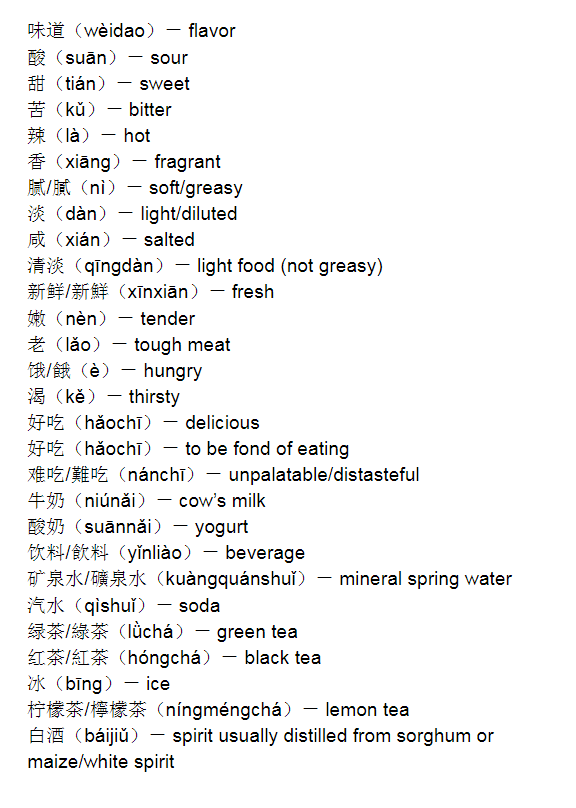 味道（wèidao）－ flavor
酸（suān）－ sour
甜（tián）－ sweet
苦（kǔ）－ bitter
辣（là）－ hot
香（xiāng）－ fragrant
腻/膩（nì）－ soft/greasy
淡（dàn）－ light/diluted
咸（xián）－ salted
清淡（qīngdàn）－ light food (not greasy)
新鲜/新鮮（xīnxiān）－ fresh
嫩（nèn）－ tender
老（lǎo）－ tough meat
饿/餓（è）－ hungry
渴（kě）－ thirsty
好吃（hǎochī）－ delicious
好吃（hǎochī）－ to be fond of eating
难吃/難吃（nánchī）－ unpalatable/distasteful
牛奶（niúnǎi）－ cow’s milk
酸奶（suānnǎi）－ yogurt
饮料/飲料（yǐnliào）－ beverage
矿泉水/礦泉水（kuàngquánshuǐ）－ mineral spring water
汽水（qìshuǐ）－ soda
绿茶/綠茶（lǜchá）－ green tea
红茶/紅茶（hóngchá）－ black tea
冰（bīng）－ ice
柠檬茶/檸檬茶（níngméngchá）－ lemon tea
白酒（báijiǔ）－ spirit usually distilled from sorghum or
maize/white spirit